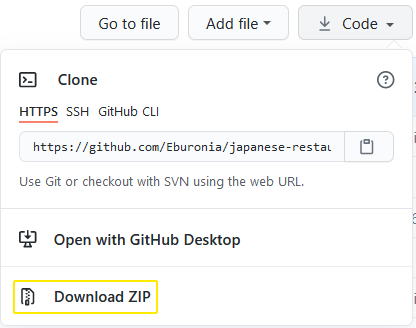 Go to file Add file Code
Clone
HTTPS SSH GitHub CLI
https://github.com/Eburonia/japanese-restau
Use Git or checkout with SVN using the web URL.
Open with GitHub Desktop
Download ZIP